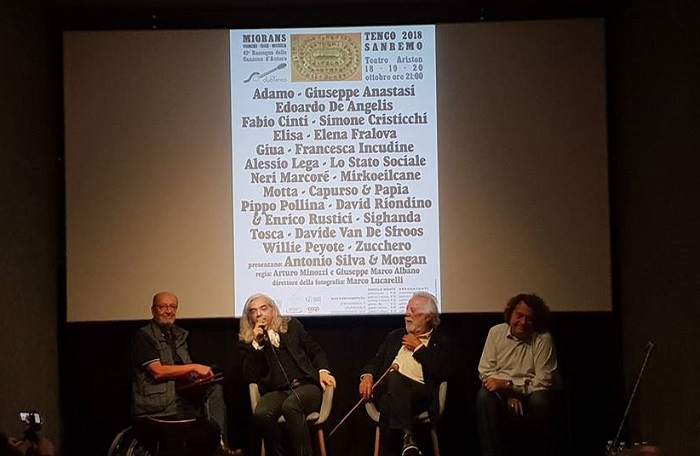 MIGRANS
TENCO 2018
SANREMO
42ª Rassegna della
Canzone d'Autore
Teatro Ariston
18 - 19 - 20
ottobre ore 21:00
Adamo - Giuseppe Anastasi
Edoardo De Angelis
Fabio Cinti - Simone Cristicchi
Elisa - Elena Fralova
Giua - Francesca Incudine
Alessio Lega - Lo Stato Sociale
Neri Marcoré - Mirkoeilcane
Motta - Capurso & Papìa
Pippo Pollina - David Riondino
& Enrico Rustici - Sighanda
Tosca - Davide Van De Sfroos
Willie Peyote - Zucchero
presentano: Antonio Silva & Morgan
regia: Arturo Minozzi e Giuseppe Marco Albano
direttore della fotografia: Marco Lucarelli